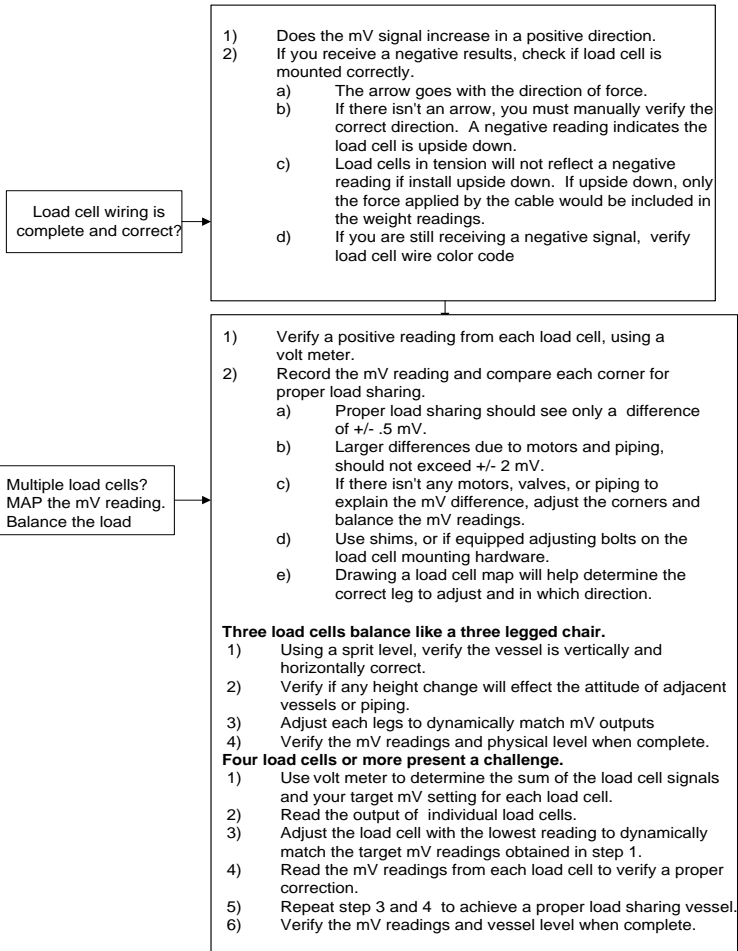 1) Does the mV signal increase in a positive direction.
2) If you receive a negative results, check if load cell is
mounted correctly.
a) The arrow goes with the direction of force.
b) If there isn't an arrow, you must manually verify the
correct direction. A negative reading indicates the
load cell is upside down.
c) Load cells in tension will not reflect a negative
reading if install upside down. If upside down, only
the force applied by the cable would be included in
the weight readings.
d) If you are still receiving a negative signal, verify
load cell wire color code
Load cell wiring is
complete and correct?
1) Verify a positive reading from each load cell, using a
volt meter.
2) Record the mV reading and compare each corner for
proper load sharing.
a) Proper load sharing should see only a difference
of +/- .5 mV.
b) Larger differences due to motors and piping,
should not exceed +/- 2 mV.
c) If there isn't any motors, valves, or piping to
explain the mV difference, adjust the corners and
balance the mV readings.
d) Use shims, or if equipped adjusting bolts on the
load cell mounting hardware.
e) Drawing a load cell map will help determine the
correct leg to adjust and in which direction.
Multiple load cells?
MAP the mV reading.
Balance the load
Three load cells balance like a three legged chair.
1) Using a sprit level, verify the vessel is vertically and
horizontally correct.
2) Verify if any height change will effect the attitude of adjacent
vessels or piping.
3) Adjust each legs to dynamically match mV outputs
4) Verify the mV readings and physical level when complete.
Four load cells or more present a challenge.
1) Use volt meter to determine the sum of the load cell signals
and your target mV setting for each load cell.
2) Read the output of individual load cells.
3) Adjust the load cell with the lowest reading to dynamically
match the target mV readings obtained in step 1.
4) Read the mV readings from each load cell to verify a proper
correction.
5) Repeat step 3 and 4 to achieve a proper load sharing vessel.
6) Verify the mV readings and vessel level when complete.